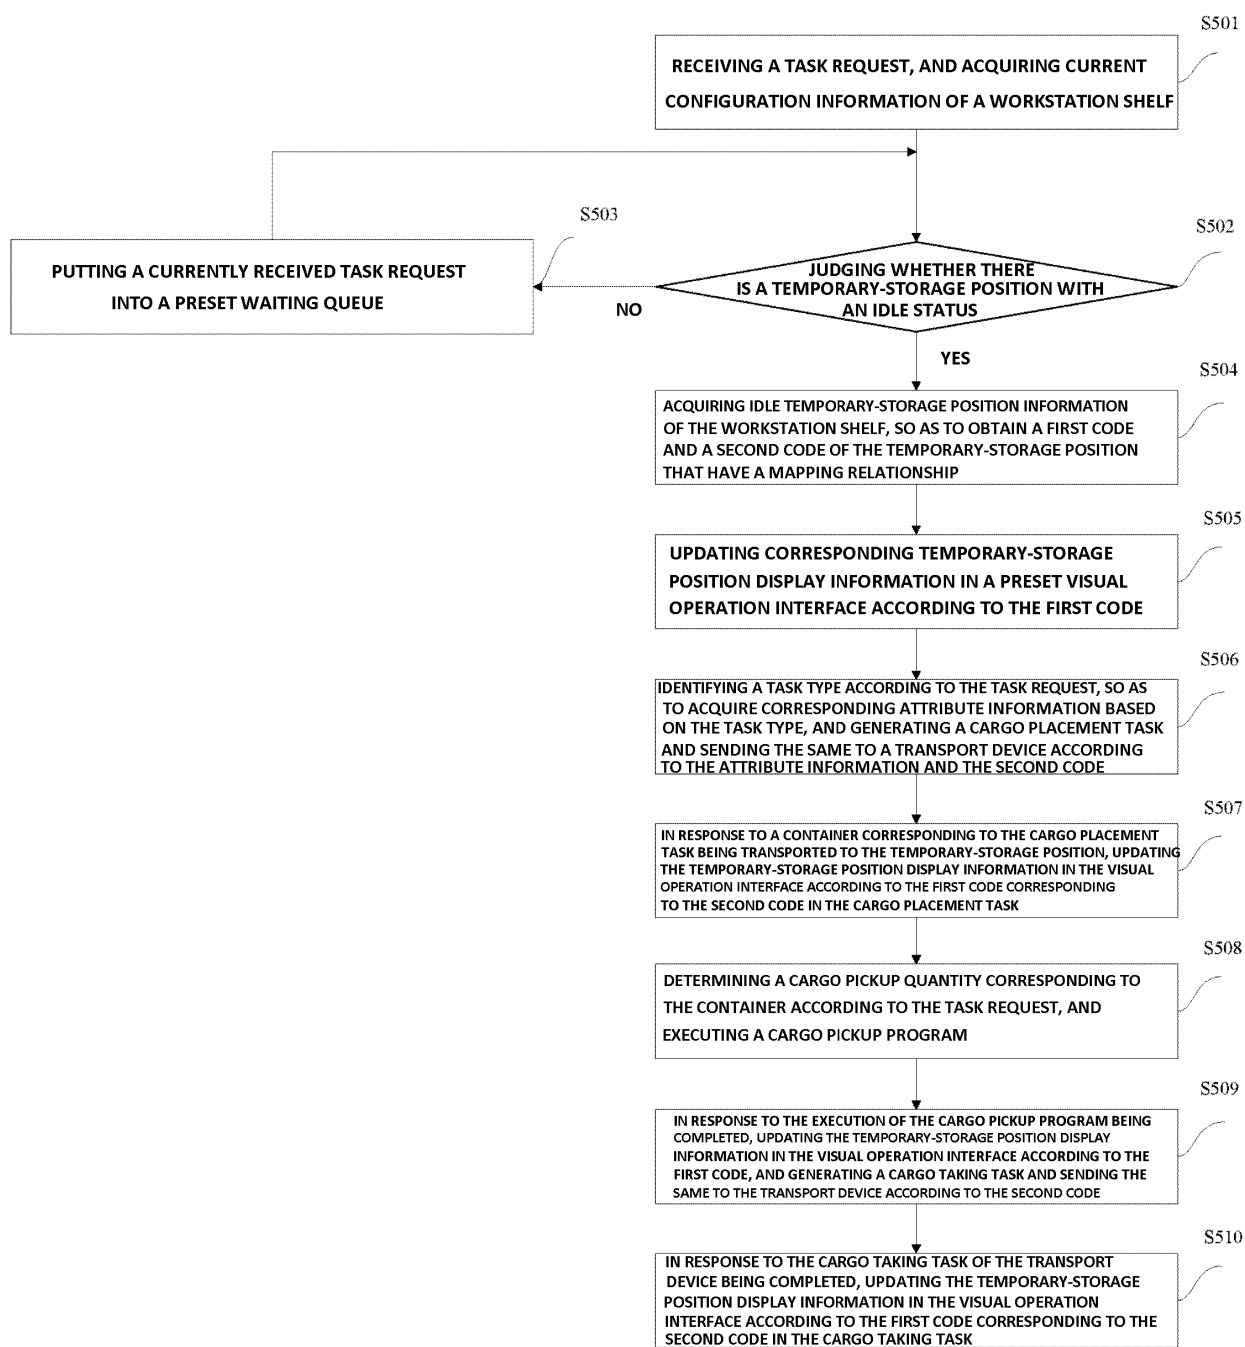 S501
RECEIVING A TASK REQUEST, AND ACQUIRING CURRENT
CONFIGURATION INFORMATION OF A WORKSTATION SHELF
S503
PUTTING A CURRENTLY RECEIVED TASK REQUEST
INTO A PRESET WAITING QUEUE
S502
JUDGING WHETHER THERE
IS A TEMPORARY-STORAGE POSITION WITH
AN IDLE STATUS
NO
YES
S504
ACQUIRING IDLE TEMPORARY-STORAGE POSITION INFORMATION
OF THE WORKSTATION SHELF, SO AS TO OBTAIN A FIRST CODE
AND A SECOND CODE OF THE TEMPORARY-STORAGE POSITION
THAT HAVE A MAPPING RELATIONSHIP
S505
UPDATING CORRESPONDING TEMPORARY-STORAGE
POSITION DISPLAY INFORMATION IN A PRESET VISUAL
OPERATION INTERFACE ACCORDING TO THE FIRST CODE
S506
IDENTIFYING A TASK TYPE ACCORDING TO THE TASK REQUEST, SO AS
TO ACQUIRE CORRESPONDING ATTRIBUTE INFORMATION BASED
ON THE TASK TYPE, AND GENERATING A CARGO PLACEMENT TASK
AND SENDING THE SAME TO A TRANSPORT DEVICE ACCORDING
TO THE ATTRIBUTE INFORMATION AND THE SECOND CODE
S507
IN RESPONSE TO A CONTAINER CORRESPONDING TO THE CARGO PLACEMENT
TASK BEING TRANSPORTED TO THE TEMPORARY-STORAGE POSITION, UPDATING
THE TEMPORARY-STORAGE POSITION DISPLAY INFORMATION IN THE VISUAL
OPERATION INTERFACE ACCORDING TO THE FIRST CODE CORRESPONDING
TO THE SECOND CODE IN THE CARGO PLACEMENT TASK
S508
DETERMINING A CARGO PICKUP QUANTITY CORRESPONDING TO
THE CONTAINER ACCORDING TO THE TASK REQUEST, AND
EXECUTING A CARGO PICKUP PROGRAM
S509
IN RESPONSE TO THE EXECUTION OF THE CARGO PICKUP PROGRAM BEING
COMPLETED, UPDATING THE TEMPORARY-STORAGE POSITION DISPLAY
INFORMATION IN THE VISUAL OPERATION INTERFACE ACCORDING TO THE
FIRST CODE, AND GENERATING A CARGO TAKING TASK AND SENDING THE
SAME TO THE TRANSPORT DEVICE ACCORDING TO THE SECOND CODE
S510
IN RESPONSE TO THE CARGO TAKING TASK OF THE TRANSPORT
DEVICE BEING COMPLETED, UPDATING THE TEMPORARY-STORAGE
POSITION DISPLAY INFORMATION IN THE VISUAL OPERATION
INTERFACE ACCORDING TO THE FIRST CODE CORRESPONDING TO THE
SECOND CODE IN THE CARGO TAKING TASK